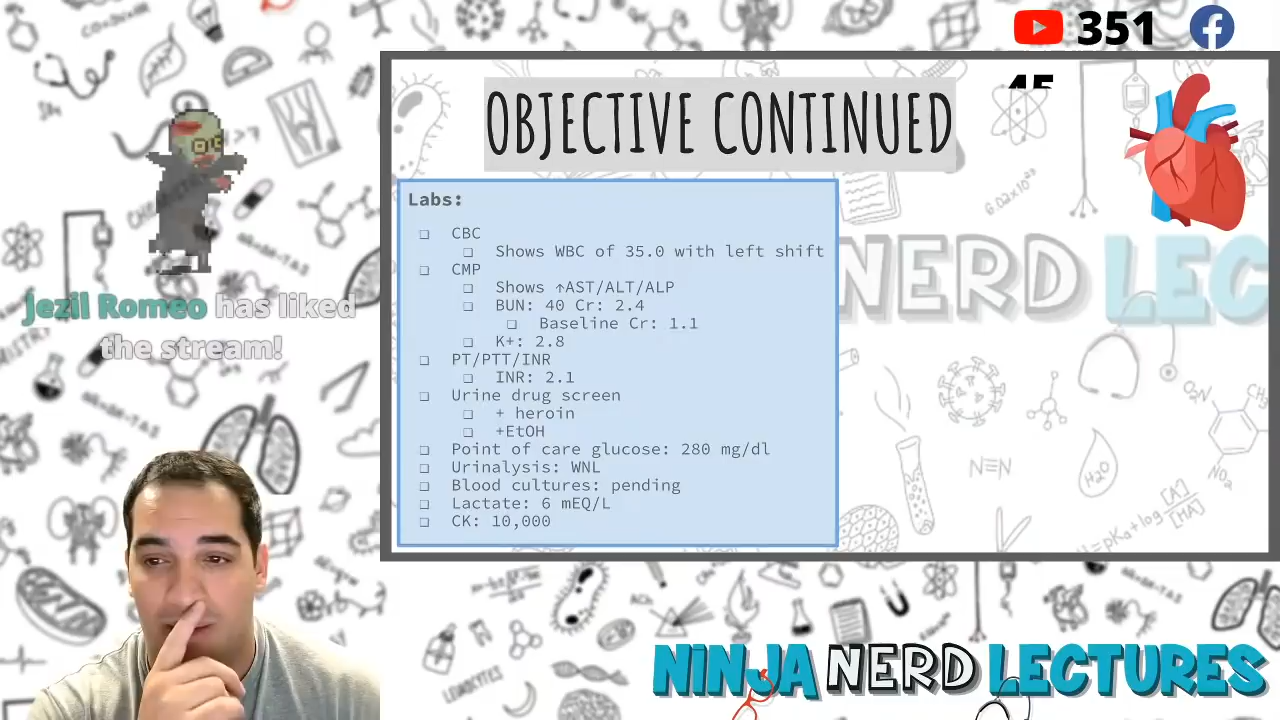 351
45
OBJECTIVE CONTINUED
Labs:
❏ CBC
❏ Shows WBC of 35.0 with left shift
❏ CMP
❏ Shows ↑AST/ALT/ALP
❏ BUN: 40 Cr: 2.4
❏ Baseline Cr: 1.1
❏ K+: 2.8
❏ PT/PTT/INR
❏ INR: 2.1
❏ Urine drug screen
❏ + heroin
❏ +EtOH
❏ Point of care glucose: 280 mg/dl
❏ Urinalysis: WNL
❏ Blood cultures: pending
❏ Lactate: 6 mEQ/L
❏ CK: 10,000
NERD LEC
Jezil Romeo has liked
the stream!
NINJA NERD LECTURES